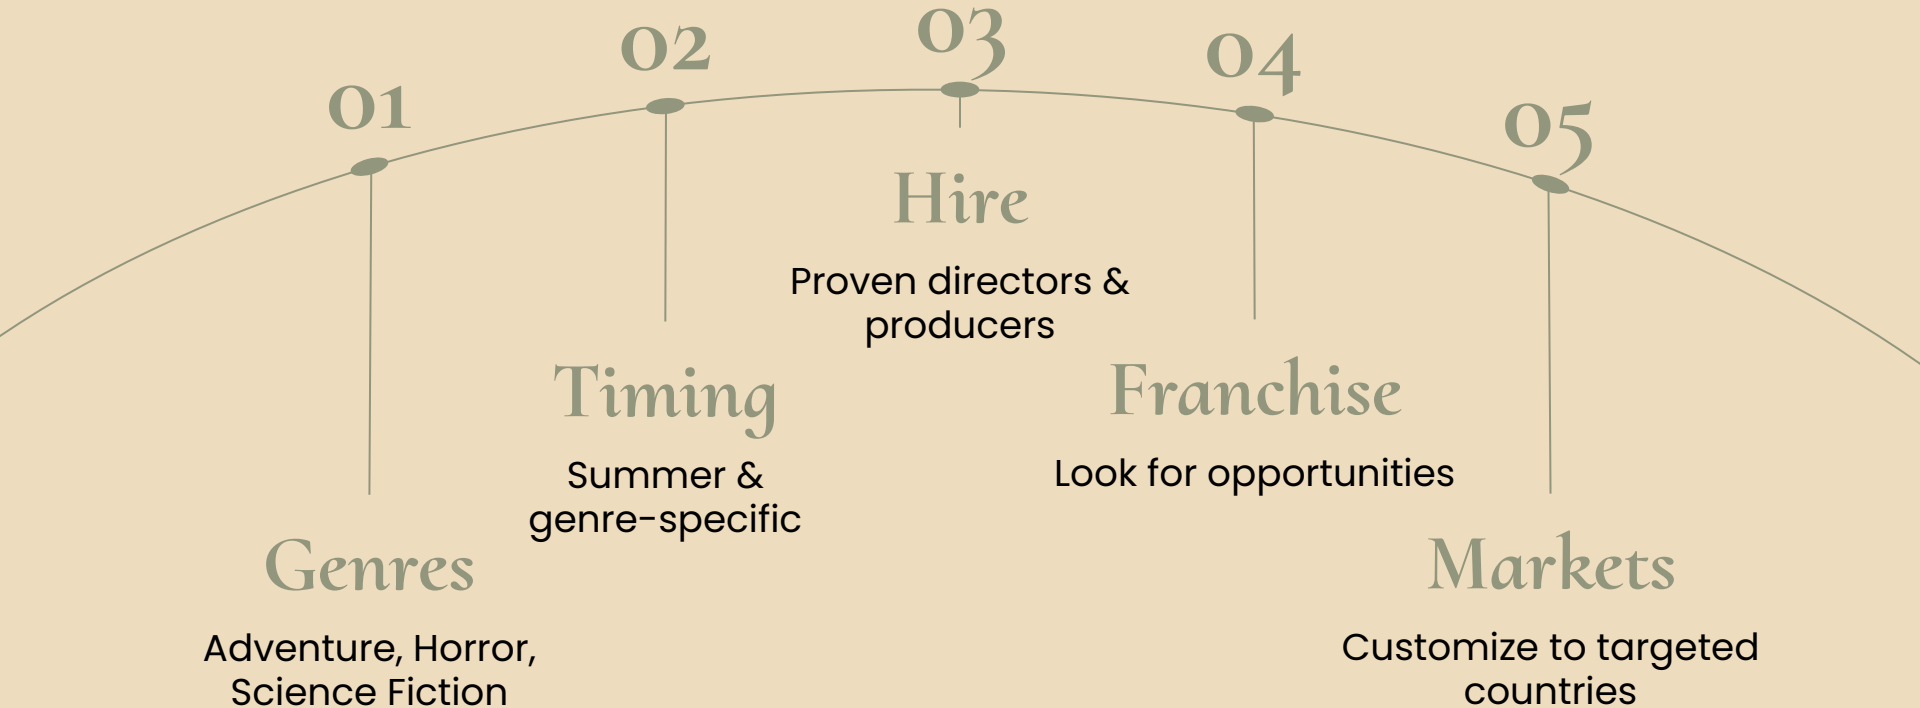 01
Genres
Adventure, Horror,
Science Fiction
02
Timing
Summer &
genre-specific
03
Hire
Proven directors &
producers
04
Franchise
Look for opportunities
05
Markets
Customize to targeted
countries